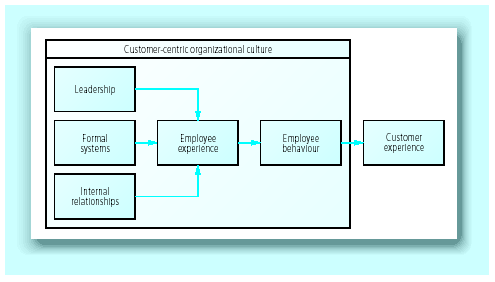 Customer-centric organizational culture
Leadership
Formal
systems
Employee
experience
Employee
behaviour
Customer
experience
Internal
relationships